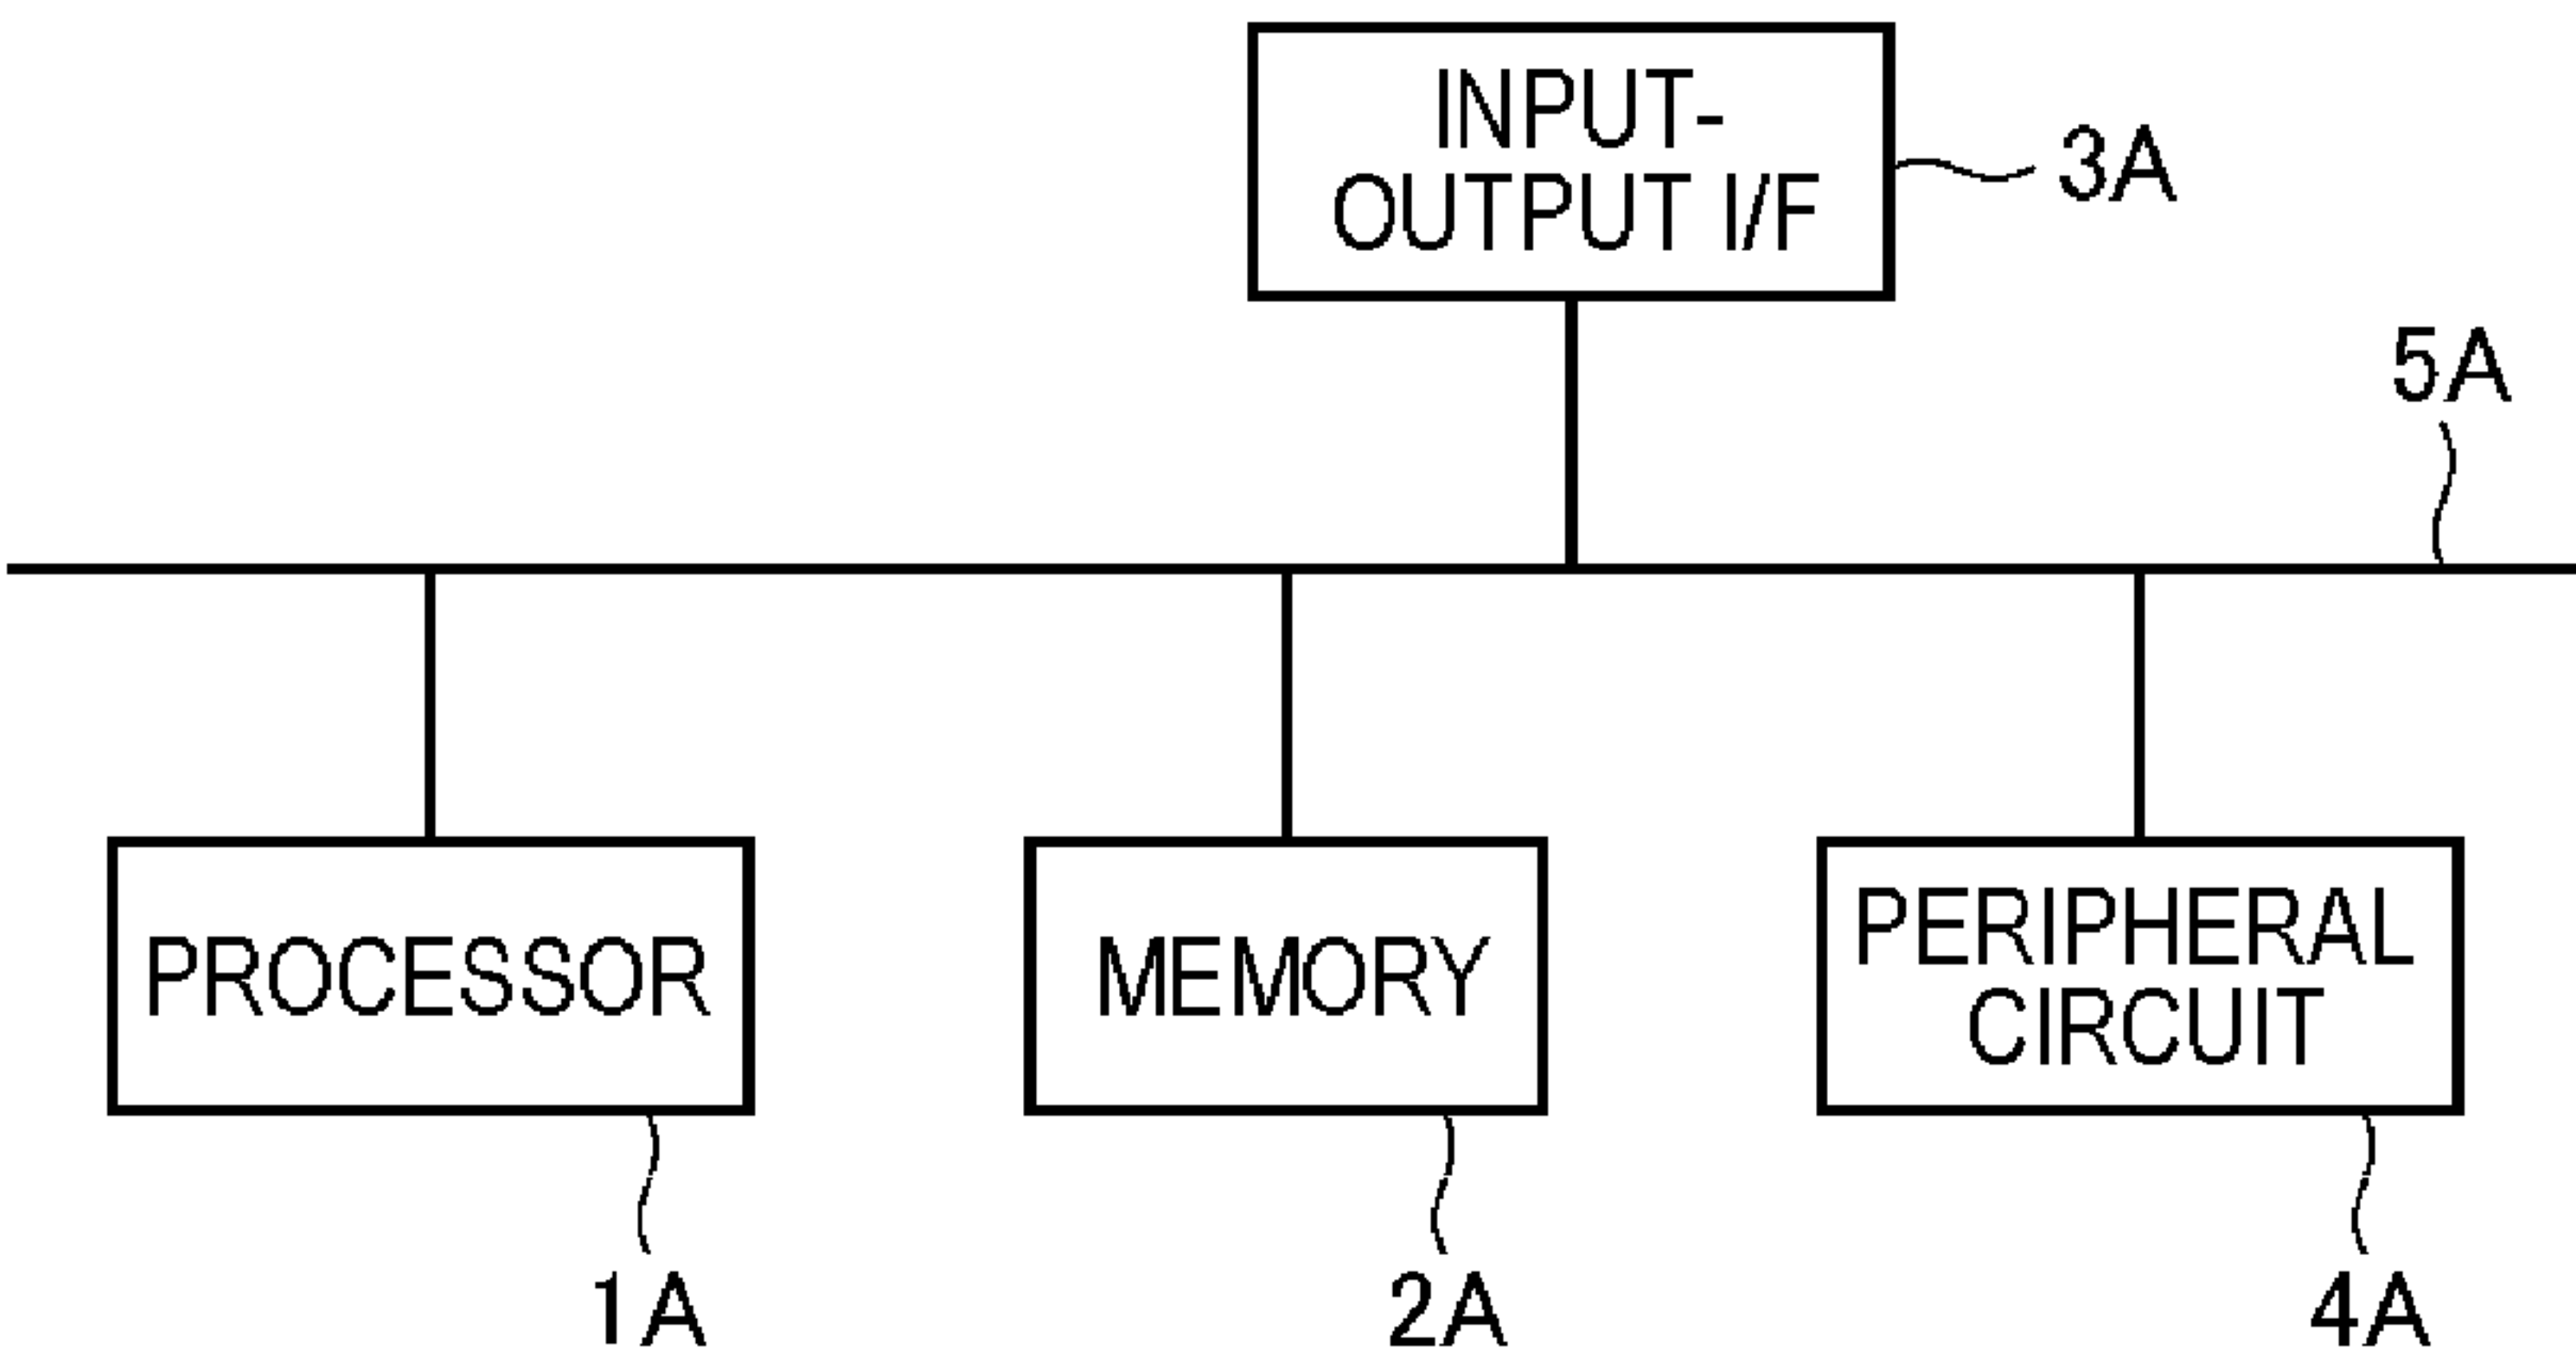 INPUT-
OUTPUT I/F
3A
5A
PROCESSOR
MEMORY
PERIPHERAL
CIRCUIT
1A
2A
4A